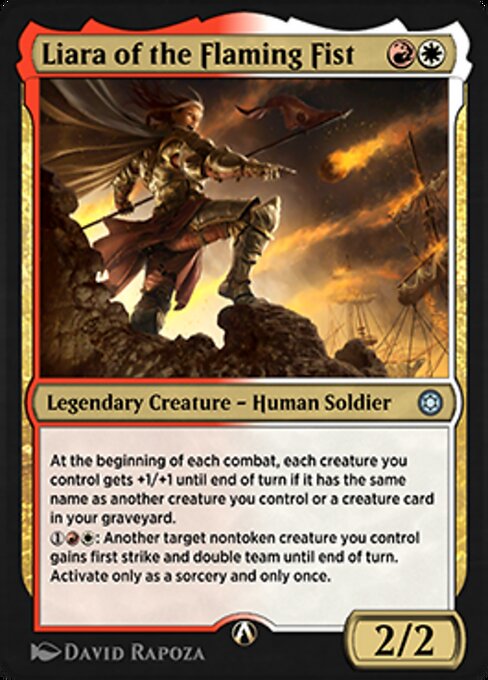 Liara of the Flaming Fist
Legendary Creature – Human Soldier
At the beginning of each combat, each creature you
control gets +1/+1 until end of turn if it has the same
name as another creature you control or a creature card
in your graveyard.
1: Another target nontoken creature you control
gains first strike and double team until end of turn.
Activate only as a sorcery and only once.
2/2
DAVID RAPOZA